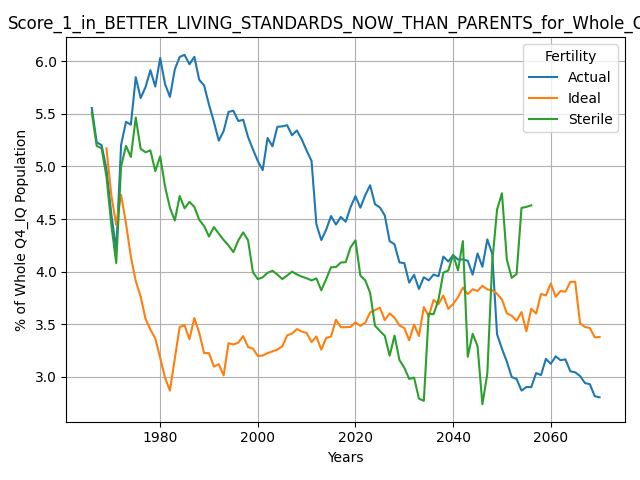 Score_1_in_BETTER_LIVING_STANDARDS_NOW_THAN_PARENTS_for_Whole_
Fertility
Actual
Ideal
Sterile
% of Whole Q4_IQ Population
6.0
5.5
5.0
4.5
4.0
3.5
3.0
1980
2000
2020
2040
2060
Years